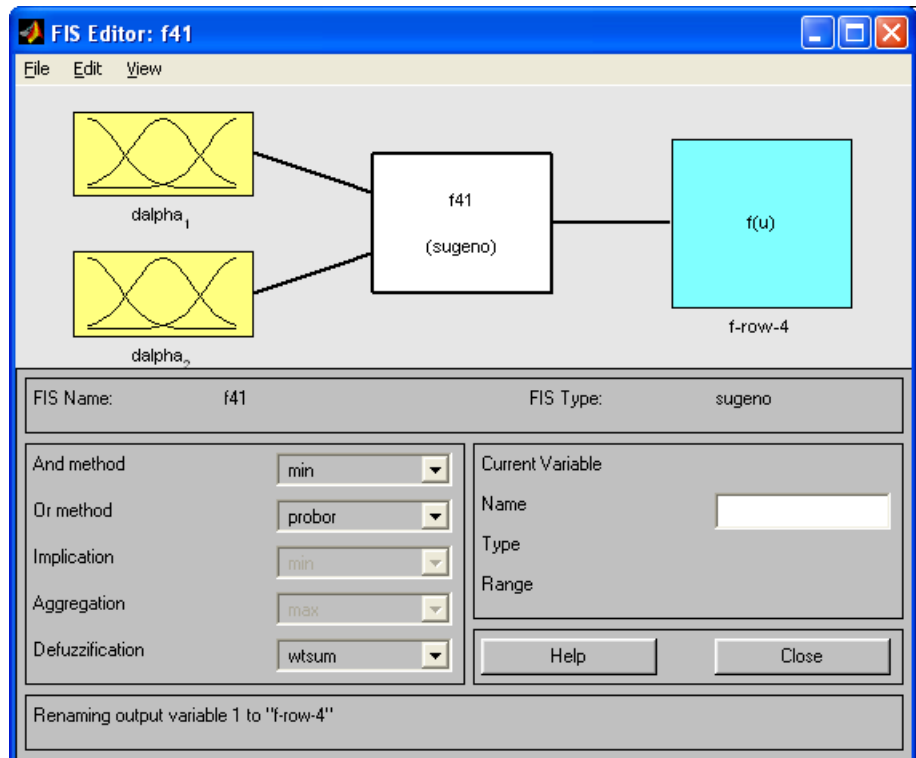 FIS Editor: f41
File Edit View
dalpha₁
dalpha₂
f41
(sugeno)
f(u)
f-row-4
FIS Name: f41 FIS Type: sugeno
And method min
Or method probor
Implication min
Aggregation max
Defuzzification wtsum
Current Variable
Name
Type
Range
Help Close
Renaming output variable 1 to "f-row-4"